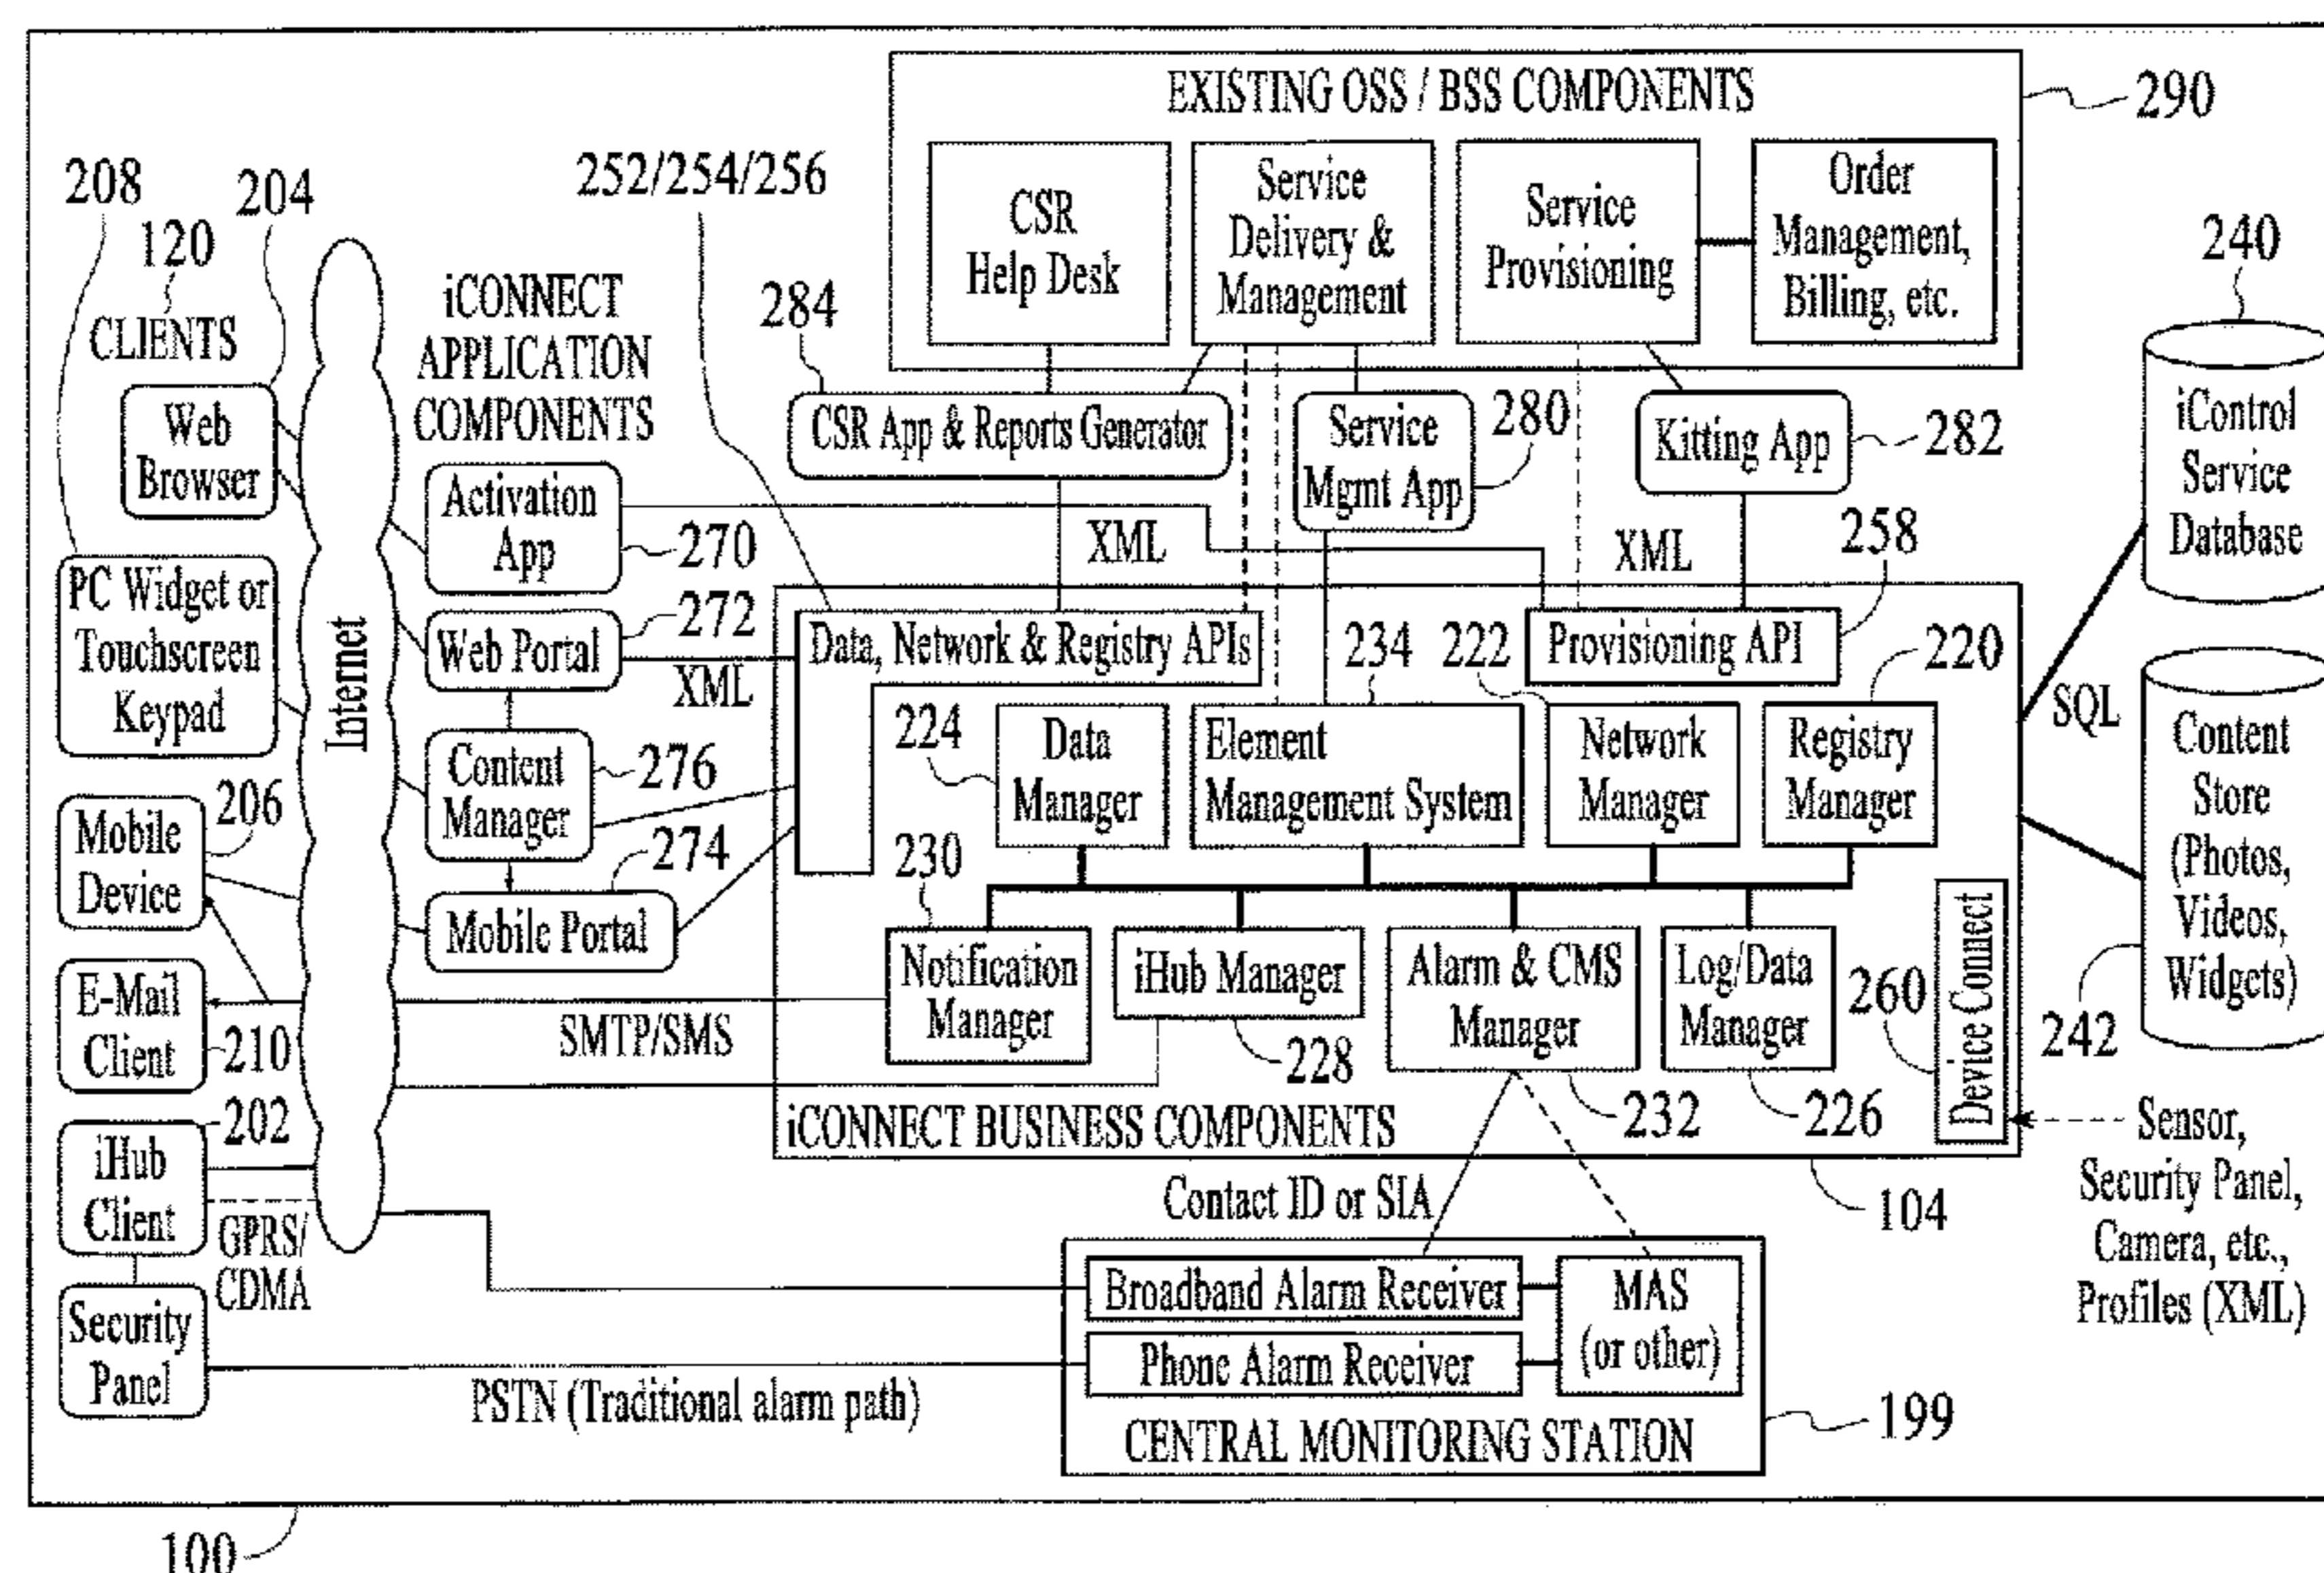 EXISTING OSS / BSS COMPONENTS
290
CSR
Help Desk
Service
Delivery &
Management
Service
Provisioning
Order
Management,
Billing, etc.
208
204
120
CLIENTS
252/254/256
iCONNECT
APPLICATION
COMPONENTS
284
CSR App & Reports Generator
Service
Mgmt App
280
Kitting App
282
240
iControl
Service
Database
Web
Browser
Internet
Activation
App
270
XML
XML
258
PC Widget or
Touchscreen
Keypad
Web Portal
272
XML
Data, Network & Registry APIs
234
222
Provisioning API
220
SQL
Content
Store
(Photos,
Videos,
Widgets)
242
Content
Manager
276
224
Data
Manager
Element
Management System
Network
Manager
Registry
Manager
Mobile
Device
206
274
Mobile Portal
230
Notification
Manager
iHub Manager
228
Alarm & CMS
Manager
232
Log/Data
Manager
226
260
Device Connect
E-Mail
Client
210
SMTP/SMS
iCONNECT BUSINESS COMPONENTS
104
Sensor,
Security Panel,
Camera, etc.,
Profiles (XML)
202
iHub
Client
GPRS/
CDMA
Contact ID or SIA
Security
Panel
PSTN (Traditional alarm path)
Broadband Alarm Receiver
Phone Alarm Receiver
MAS
(or other)
CENTRAL MONITORING STATION
199
100